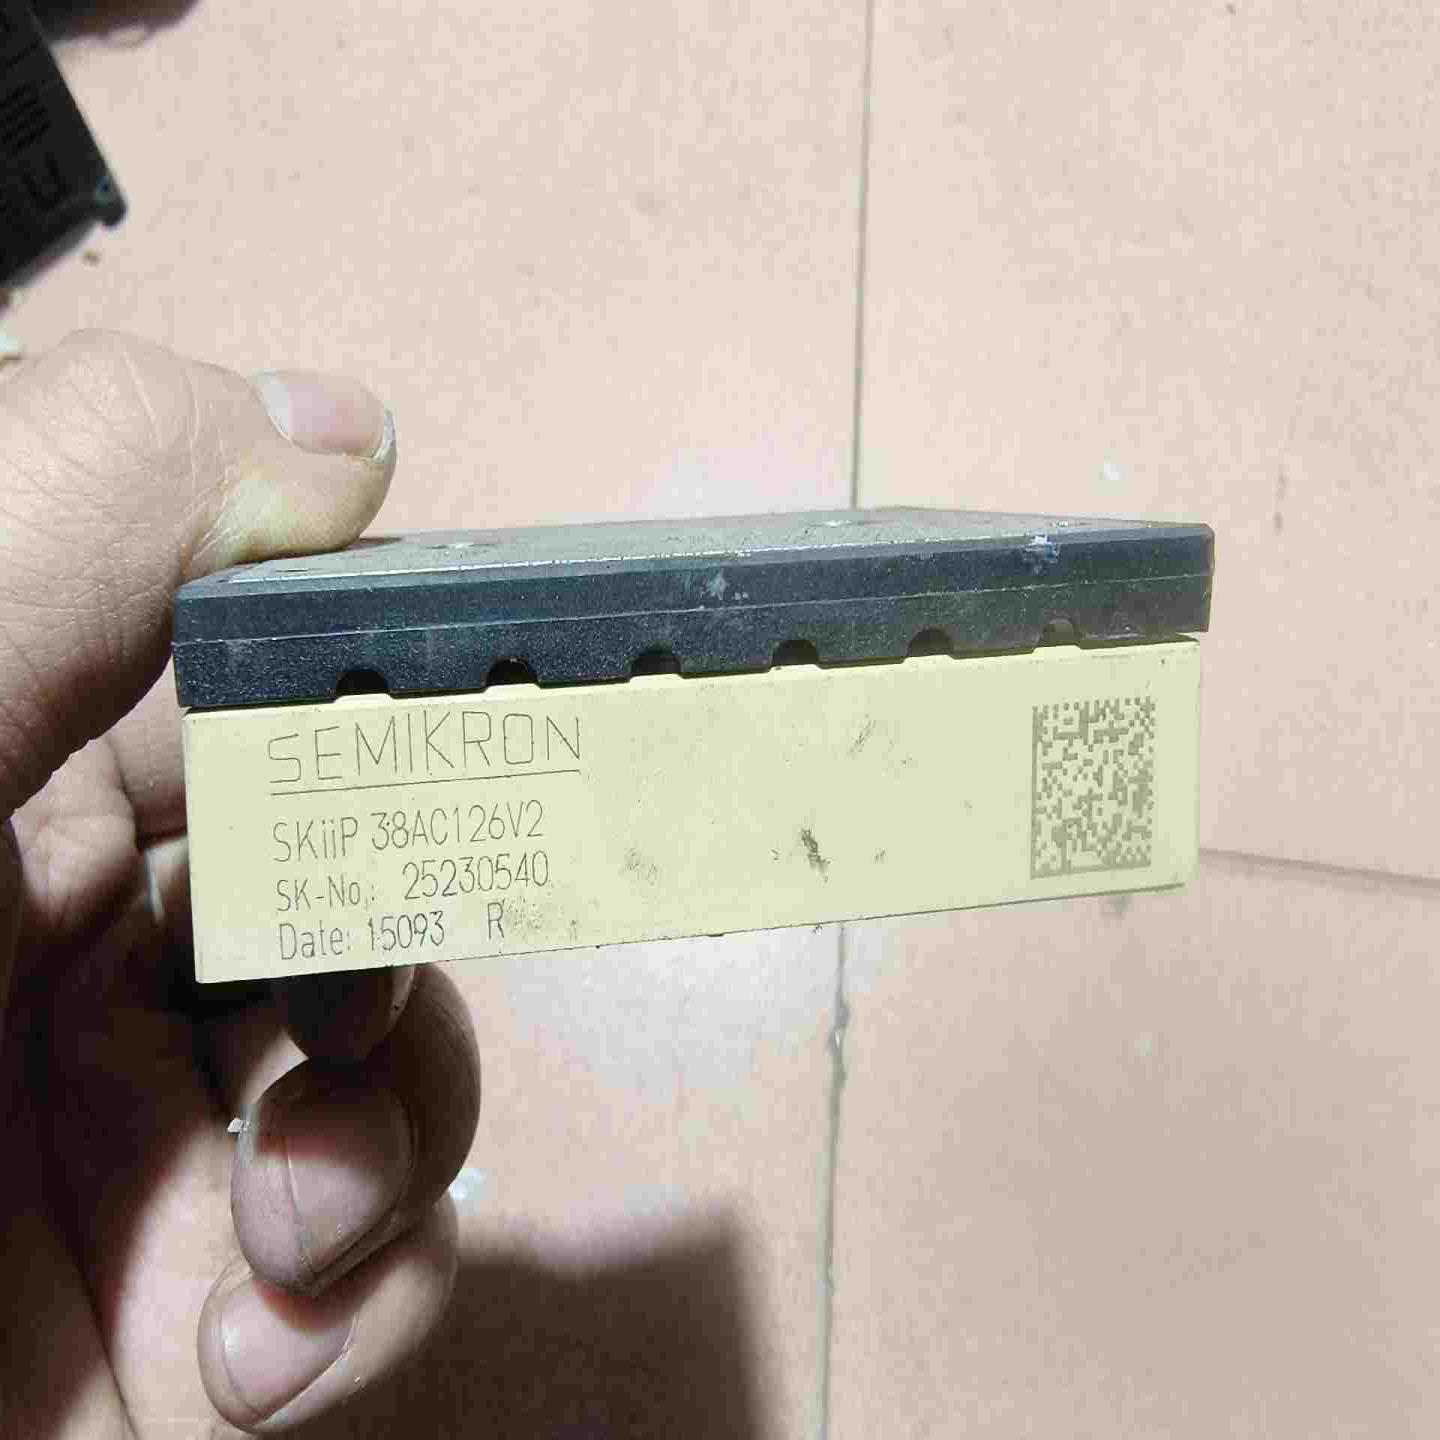 SEMIKRON
SKiiP 38AC126V2
SK-No.: 25230540
Date: 15093 R